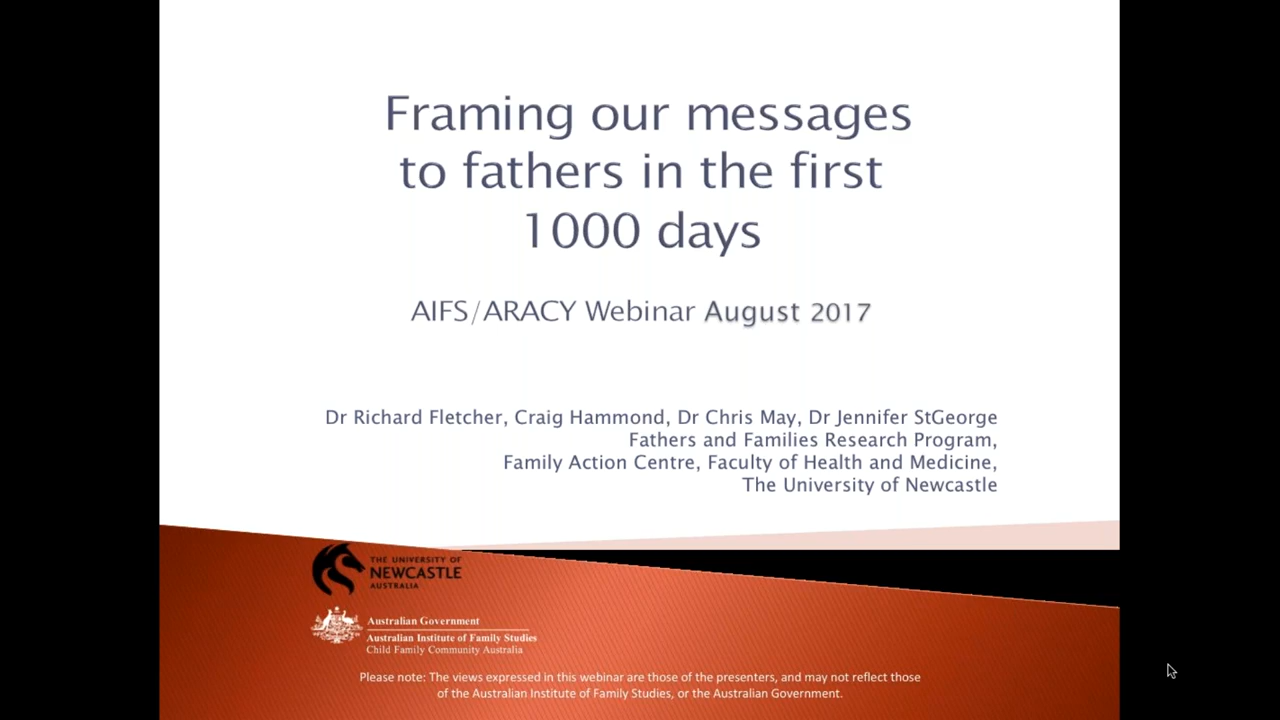 Framing our messages
to fathers in the first
1000 days
AIFS/ARACY Webinar August 2017
Dr Richard Fletcher, Craig Hammond, Dr Chris May, Dr Jennifer StGeorge
Fathers and Families Research Program,
Family Action Centre, Faculty of Health and Medicine,
The University of Newcastle
THE UNIVERSITY OF
NEWCASTLE
AUSTRALIA
Australian Government
Australian Institute of Family Studies
Child Family Community Australia
Please note: The views expressed in this webinar are those of the presenters, and may not reflect those
of the Australian Institute of Family Studies, or the Australian Government.